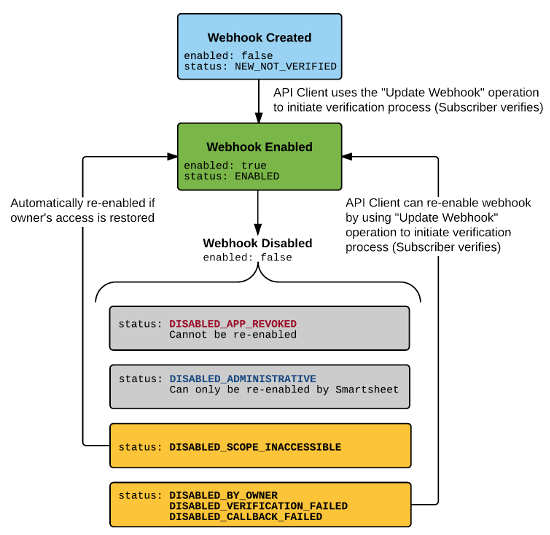 Webhook Created
enabled: false
status: NEW_NOT_VERIFIED
API Client uses the "Update Webhook" operation
to initiate verification process (Subscriber verifies)
Webhook Enabled
enabled: true
status: ENABLED
Automatically re-enabled if
owner's access is restored
API Client can re-enable webhook
by using "Update Webhook"
operation to initiate verification
process (Subscriber verifies)
Webhook Disabled
enabled: false
status: DISABLED_APP_REVOKED
Cannot be re-enabled
status: DISABLED_ADMINISTRATIVE
Can only be re-enabled by Smartsheet
status: DISABLED_SCOPE_INACCESSIBLE
status: DISABLED_BY_OWNER
DISABLED_VERIFICATION_FAILED
DISABLED_CALLBACK_FAILED